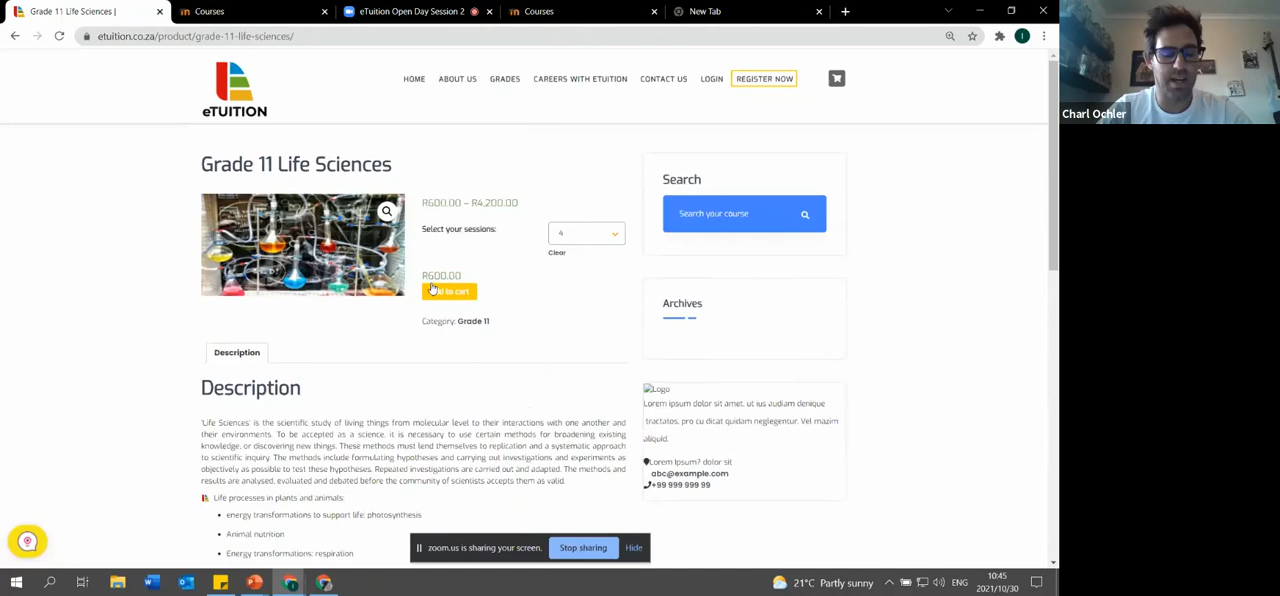 Grade 11 Life Sciences |
Courses
eTuition Open Day Session 2
Courses
New Tab
etuition.co.za/product/grade-11-life-sciences/
eTUITION
HOME
ABOUT US
GRADES
CAREERS WITH ETUITION
CONTACT US
LOGIN
REGISTER NOW
Charl Ochler
Grade 11 Life Sciences
R600.00 – R4,200.00
Select your sessions:
4
Clear
R600.00
to cart
Category: Grade 11
Search
Search your course
Archives
Description
Description
'Life Sciences' is the scientific study of living things from molecular level to their interactions with one another and
their environments. To be accepted as a science, it is necessary to use certain methods for broadening existing
knowledge, or discovering new things. These methods must lend themselves to replication and a systematic approach
to scientific inquiry. The methods include formulating hypotheses and carrying out investigations and experiments as
objectively as possible to test these hypotheses. Repeated investigations are carried out and adapted. The methods and
results are analysed, evaluated and debated before the community of scientists accepts them as valid.
Life processes in plants and animals:
• energy transformations to support life: photosynthesis
• Animal nutrition
• Energy transformations: respiration
Logo
Lorem ipsum dolor sit amet, ut ius audiam denique
tractatos, pro cu dicat quidam neglegentur. Vel mazim
aliquid.
Lorem Ipsum? dolor sit
abc@example.com
+99 999 999 99
zoom.us is sharing your screen.
Stop sharing
Hide
21°C Partly sunny
ENG
10:45
2021/10/30